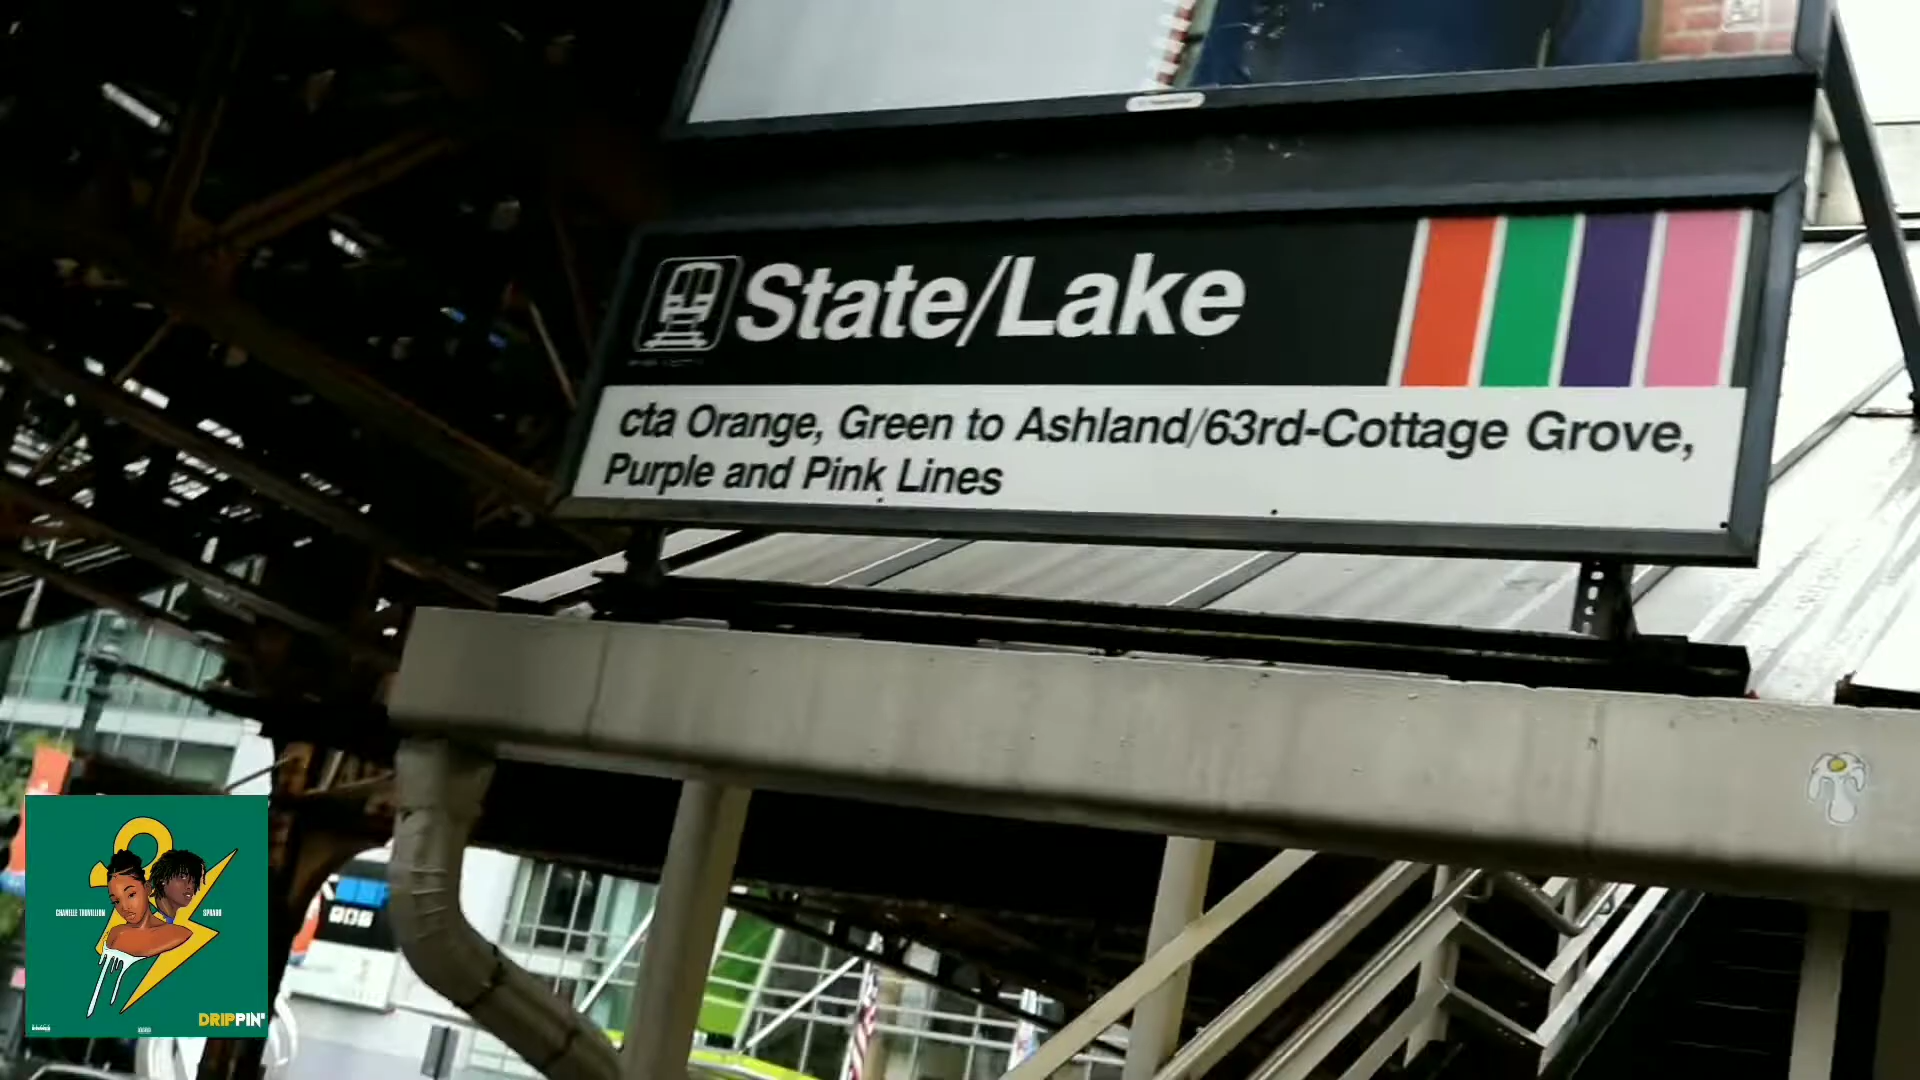 State/Lake
cta Orange, Green to Ashland/63rd-Cottage Grove,
Purple and Pink Lines
DRIPPIN'